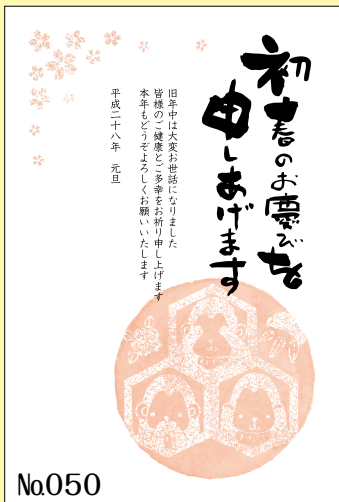 初春のお慶びを
申しあげます
旧年中は大変お世話になりました
皆様のご健康とご多幸をお祈り申し上げます
本年もどうぞよろしくお願いいたします
平成二十八年　元旦
No.050